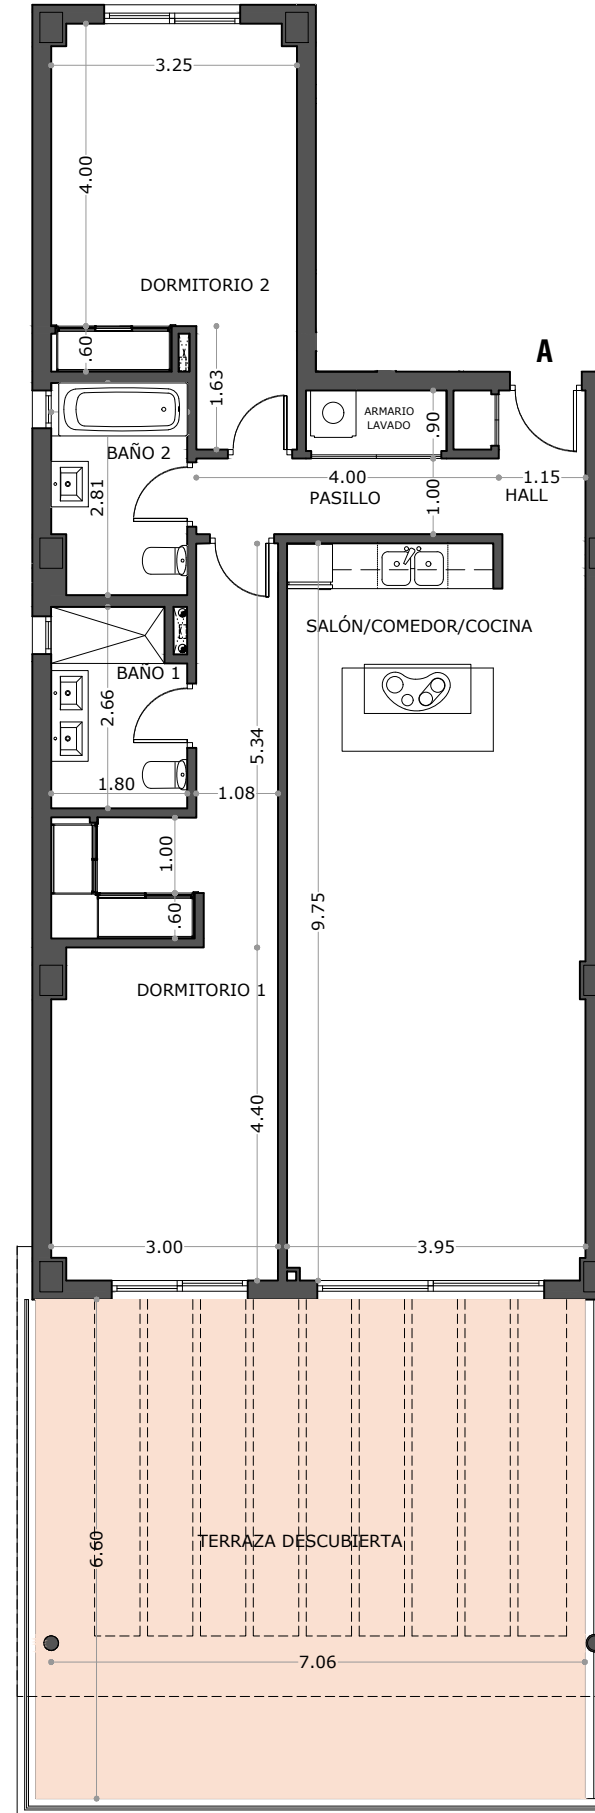 3.25
4.00
DORMITORIO 2
.60
1.63
A
ARMARIO
LAVADO
.90
BAÑO 2
4.00
1.15
PASILLO
HALL
2.81
1.00
SALÓN/COMEDOR/COCINA
BAÑO 1
2.66
5.34
1.80
1.08
1.00
.60
9.75
DORMITORIO 1
4.40
3.00
3.95
TERRAZA DESCUBIERTA
6.60
7.06